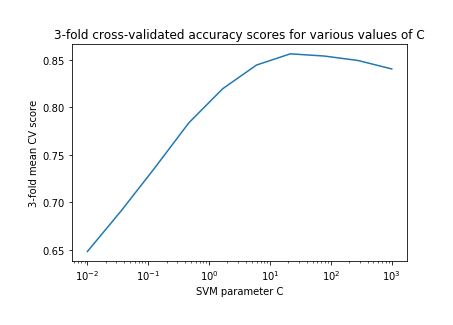 3-fold cross-validated accuracy scores for various values of C
3-fold mean CV score
0.85
0.80
0.75
0.70
0.65
10⁻² 10⁻¹ 10⁰ 10¹ 10² 10³
SVM parameter C